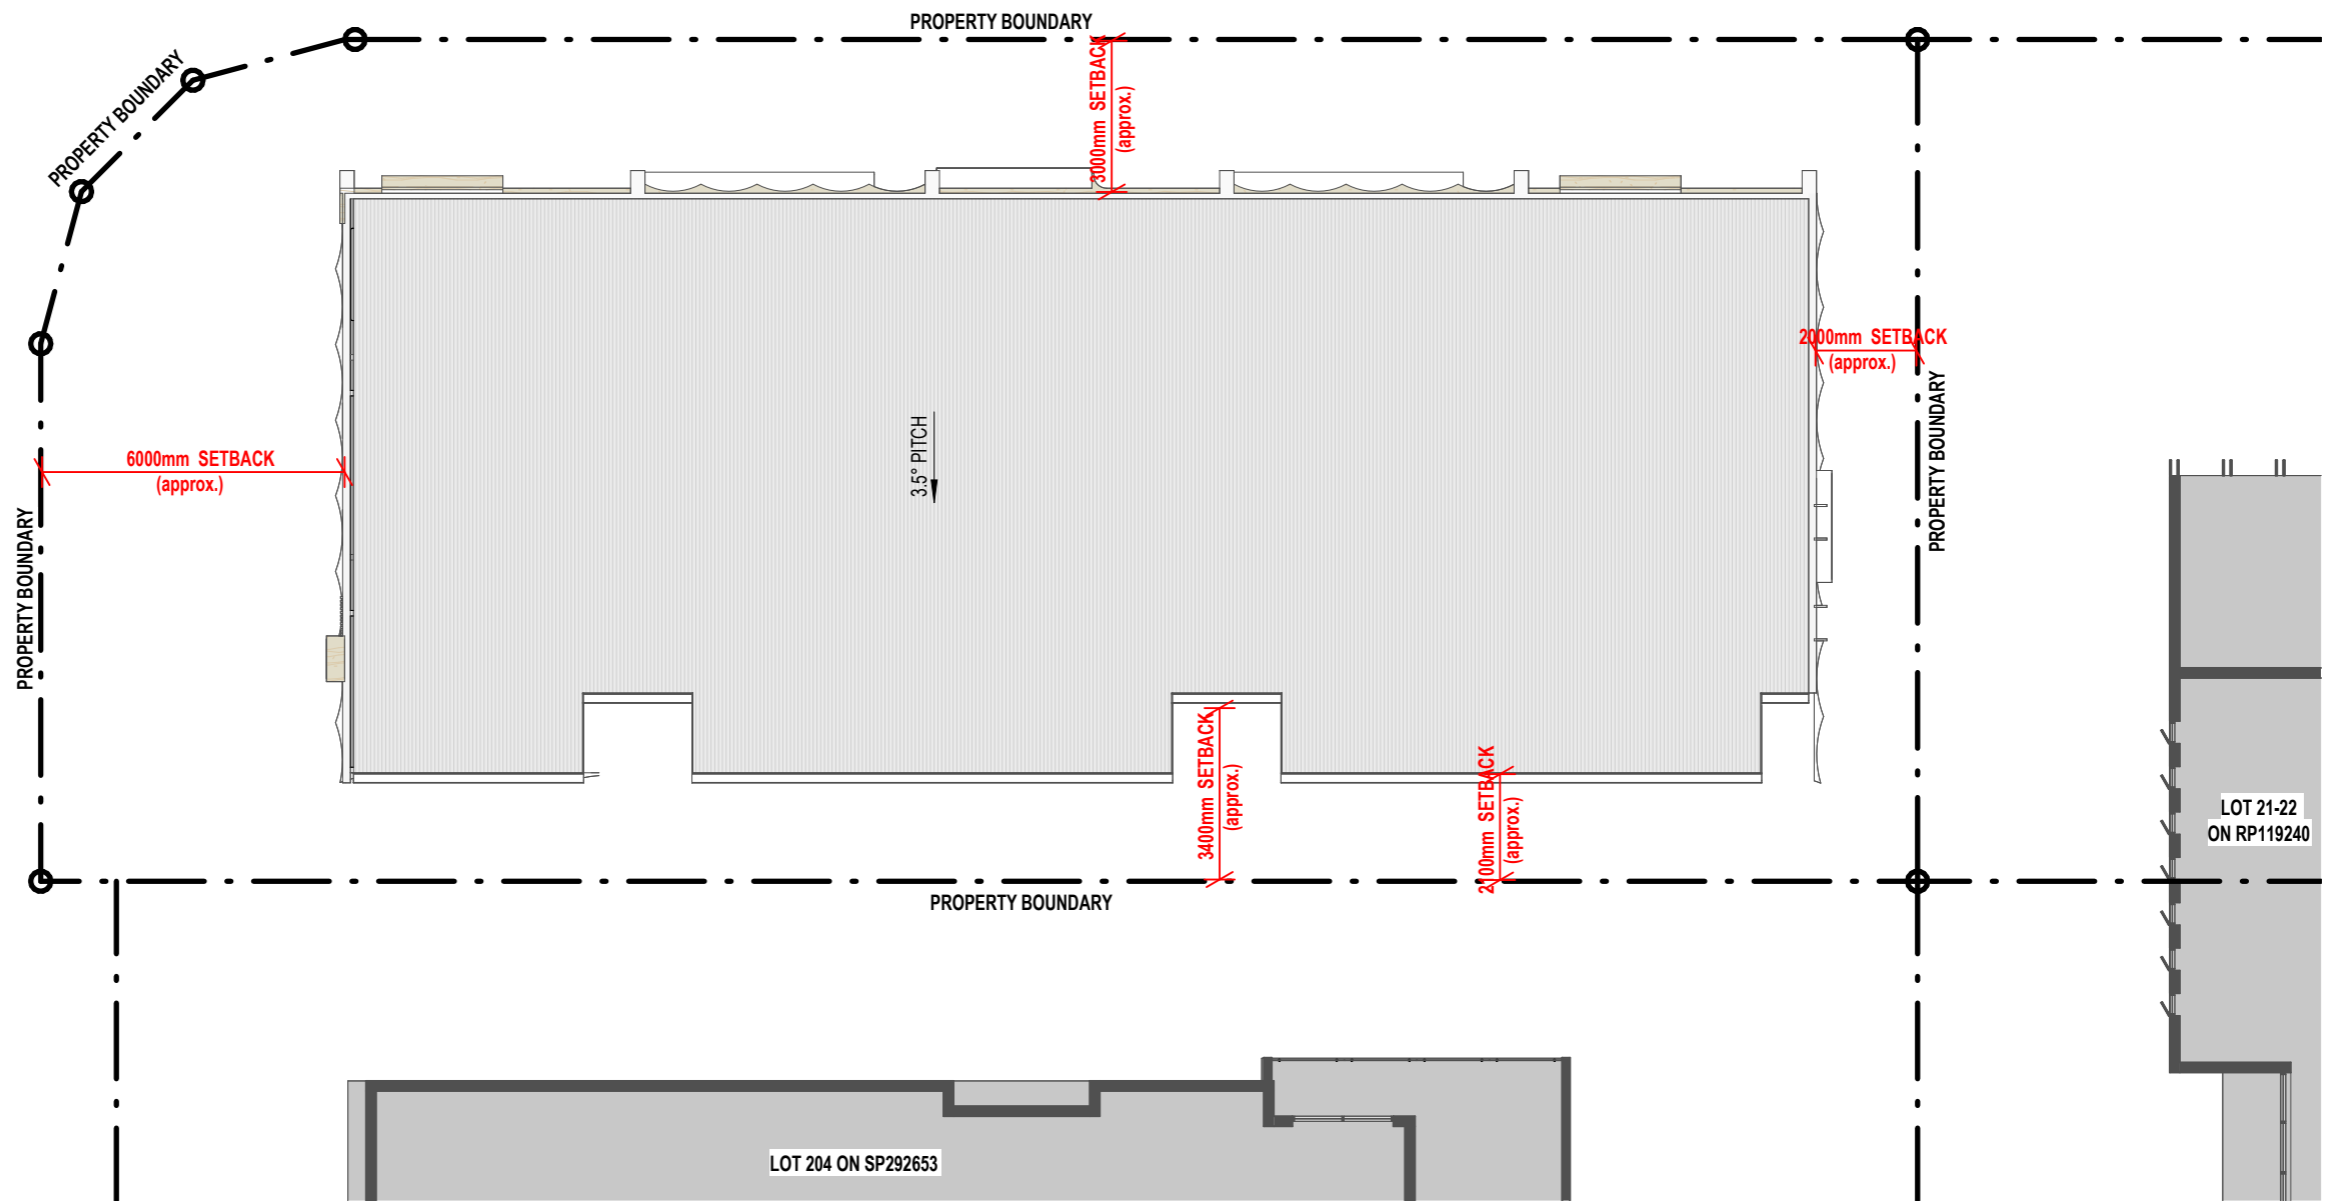 PROPERTY BOUNDARY
PROPERTY BOUNDARY
3000mm SETBACK
(approx.)
2000mm SETBACK
(approx.)
PROPERTY BOUNDARY
3.5° PITCH
6000mm SETBACK
(approx.)
PROPERTY BOUNDARY
3400mm SETBACK
(approx.)
2100mm SETBACK
(approx.)
LOT 21-22
ON RP119240
PROPERTY BOUNDARY
LOT 204 ON SP292653